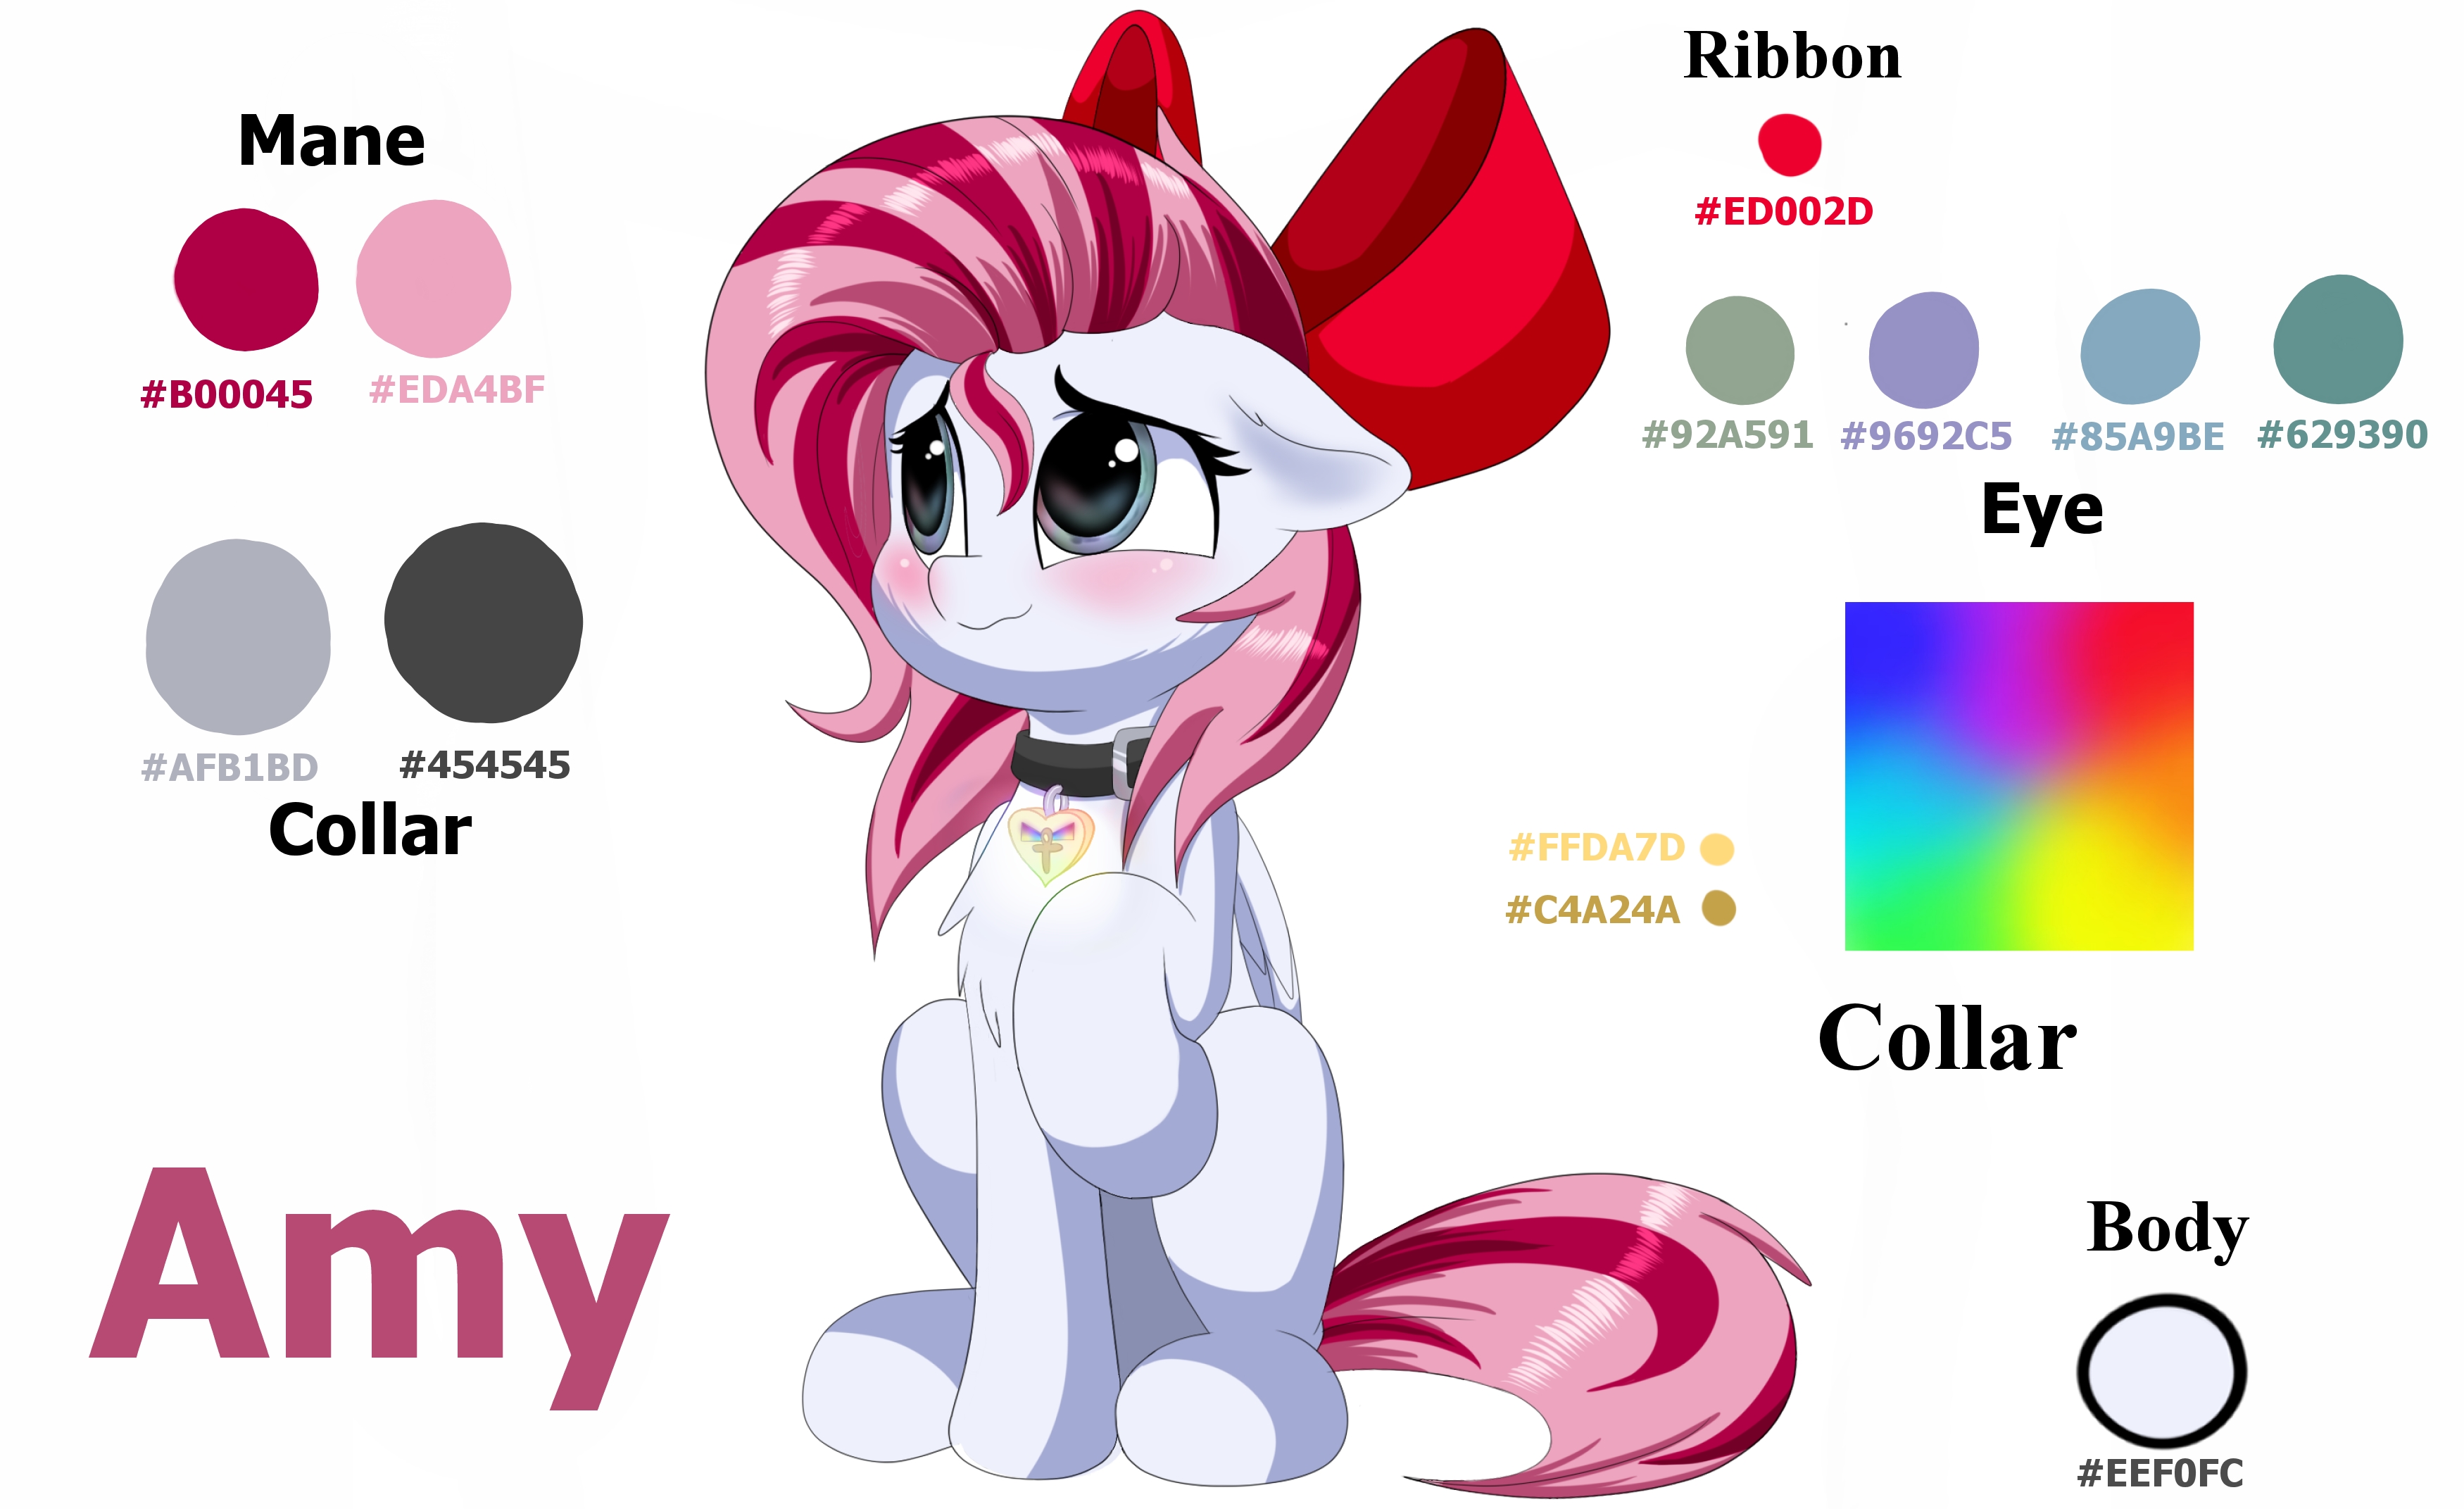 Mane
#B00045 #EDA4BF
#AFB1BD #454545
Collar
Amy
Ribbon
#ED002D
#92A591 #9692C5 #85A9BE #629390
Eye
#FFDA7D
#C4A24A
Collar
Body
#EEF0FC